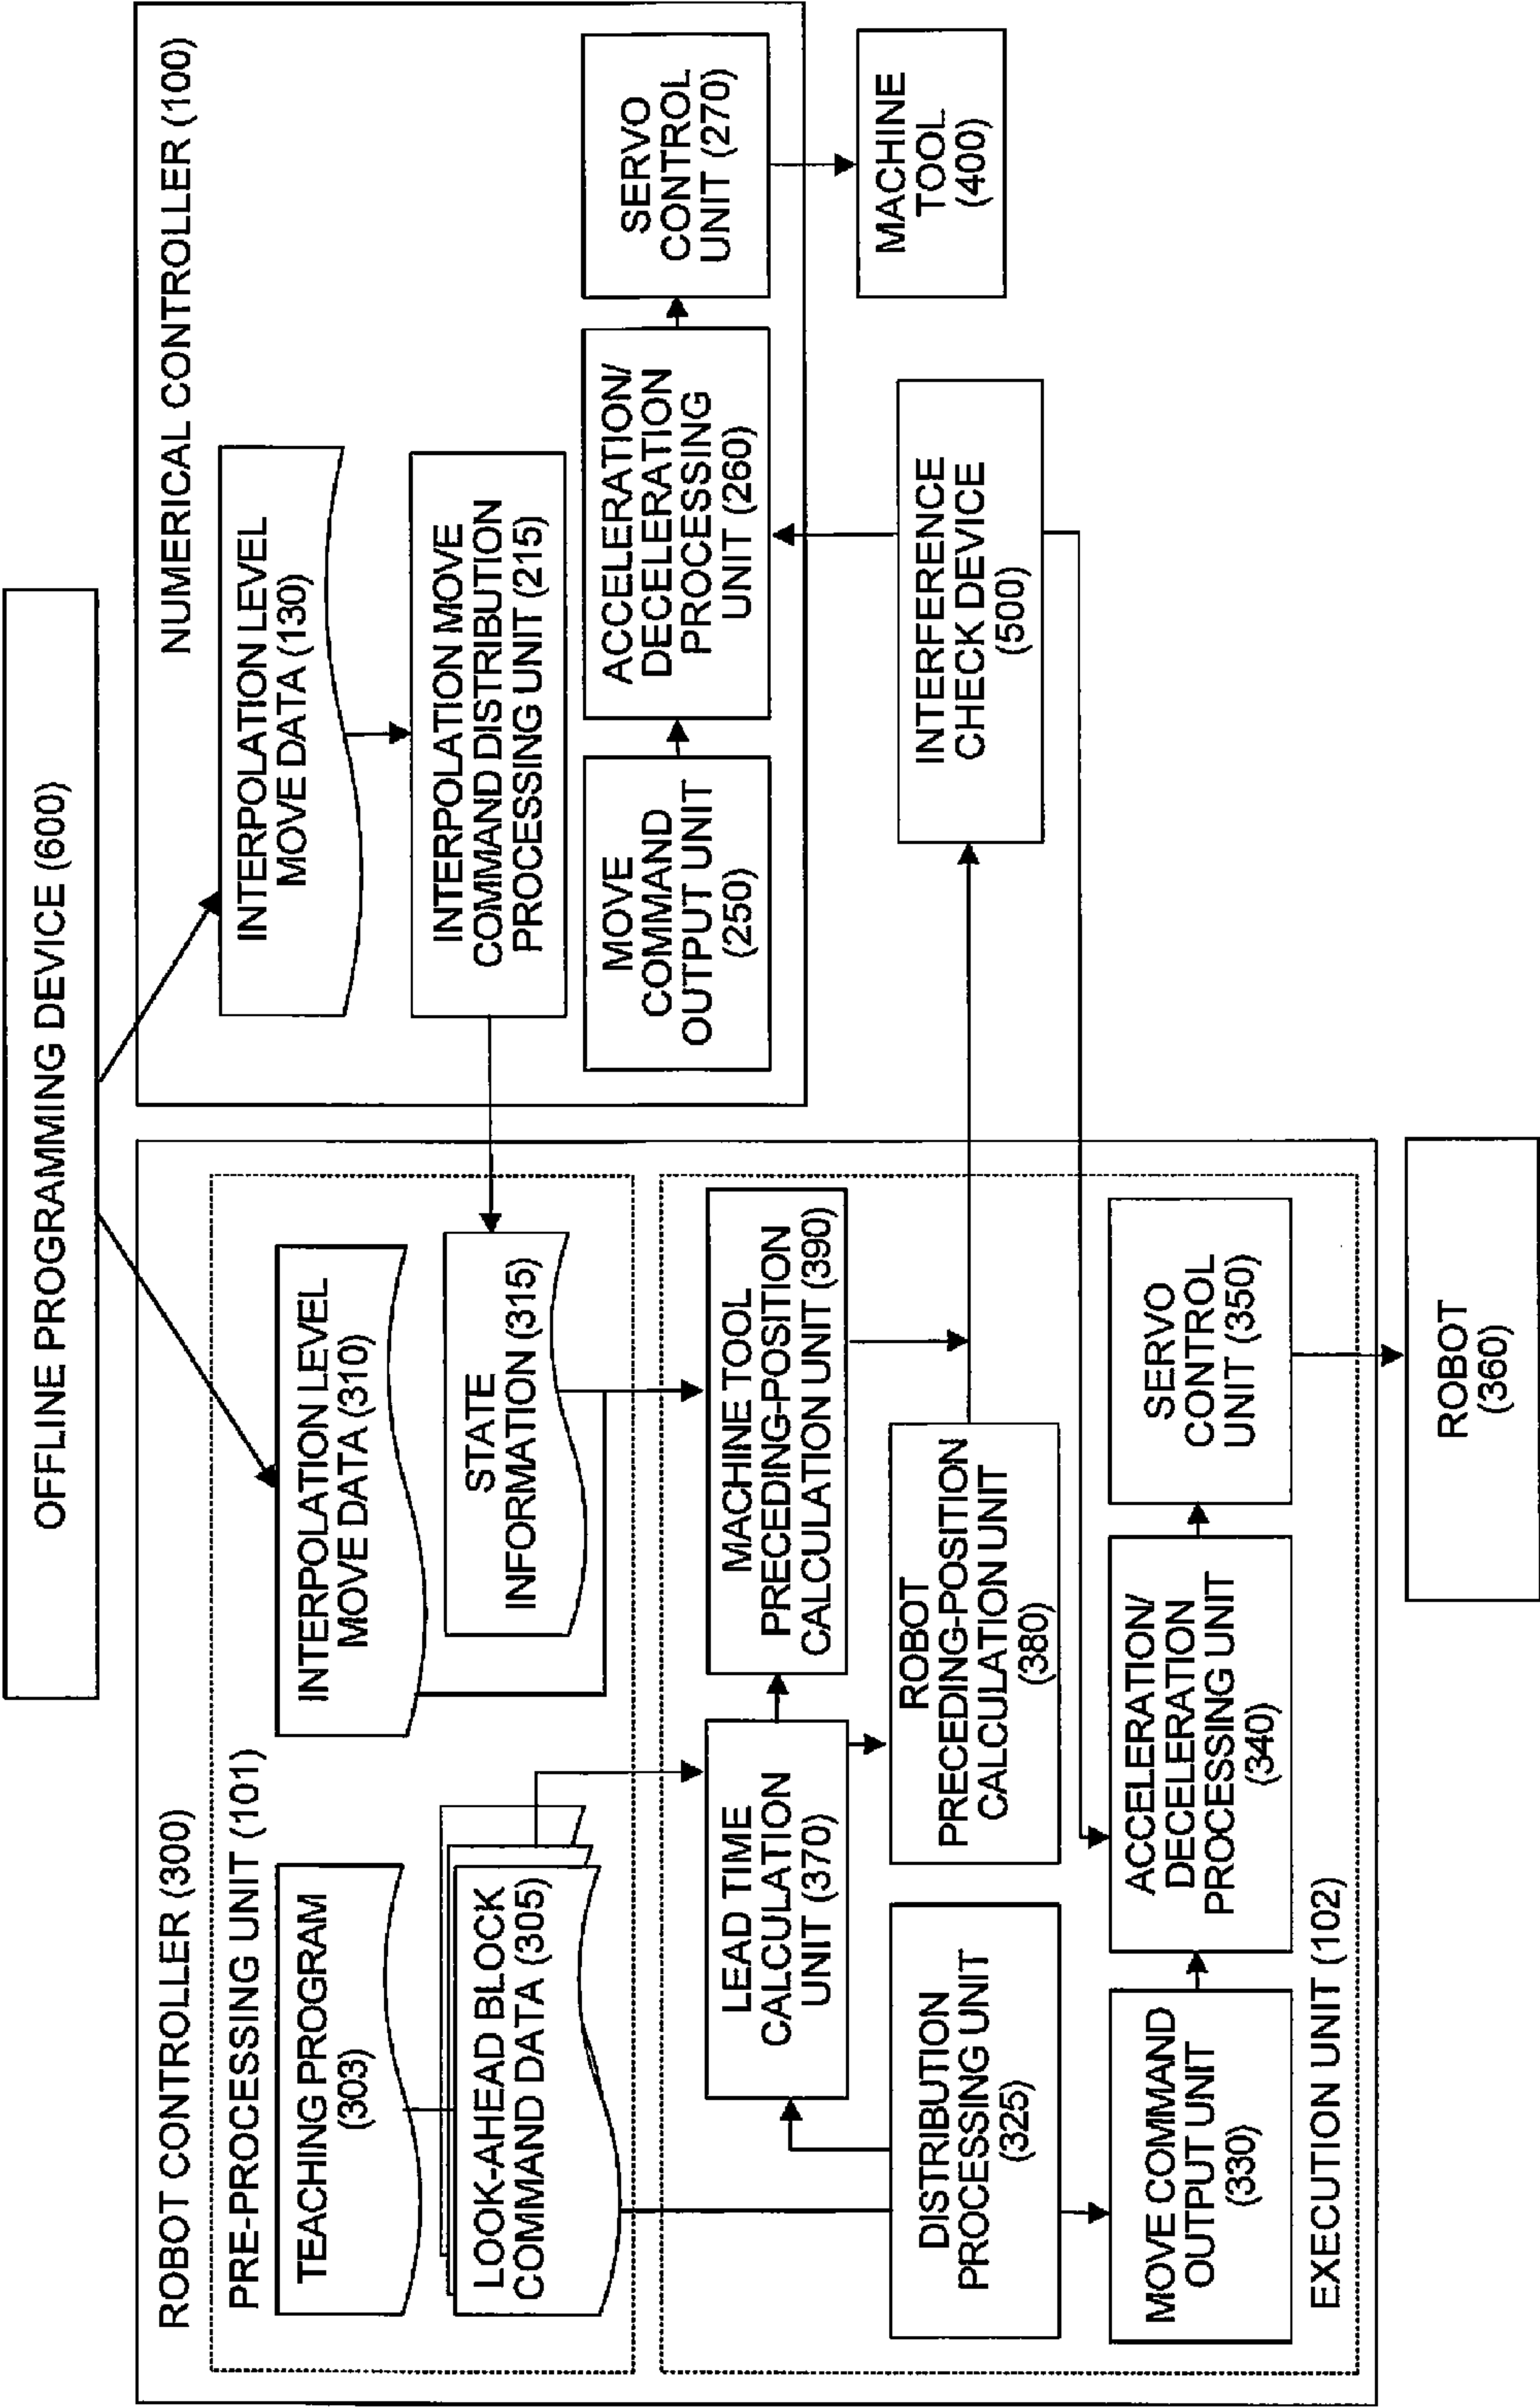 OFFLINE PROGRAMMING DEVICE (600)
ROBOT CONTROLLER (300)
PRE-PROCESSING UNIT (101)
TEACHING PROGRAM
(303)
LOOK-AHEAD BLOCK
COMMAND DATA (305)
INTERPOLATION LEVEL
MOVE DATA (310)
STATE
INFORMATION (315)
LEAD TIME
CALCULATION
UNIT (370)
MACHINE TOOL
PRECEDING-POSITION
CALCULATION UNIT (390)
DISTRIBUTION
PROCESSING UNIT
(325)
ROBOT
PRECEDING-POSITION
CALCULATION UNIT
(380)
MOVE COMMAND
OUTPUT UNIT
(330)
ACCELERATION/
DECELERATION
PROCESSING UNIT
(340)
SERVO
CONTROL
UNIT (350)
EXECUTION UNIT (102)
ROBOT
(360)
NUMERICAL CONTROLLER (100)
INTERPOLATION LEVEL
MOVE DATA (130)
INTERPOLATION MOVE
COMMAND DISTRIBUTION
PROCESSING UNIT (215)
MOVE
COMMAND
OUTPUT UNIT
(250)
ACCELERATION/
DECELERATION
PROCESSING
UNIT (260)
SERVO
CONTROL
UNIT (270)
INTERFERENCE
CHECK DEVICE
(500)
MACHINE
TOOL
(400)